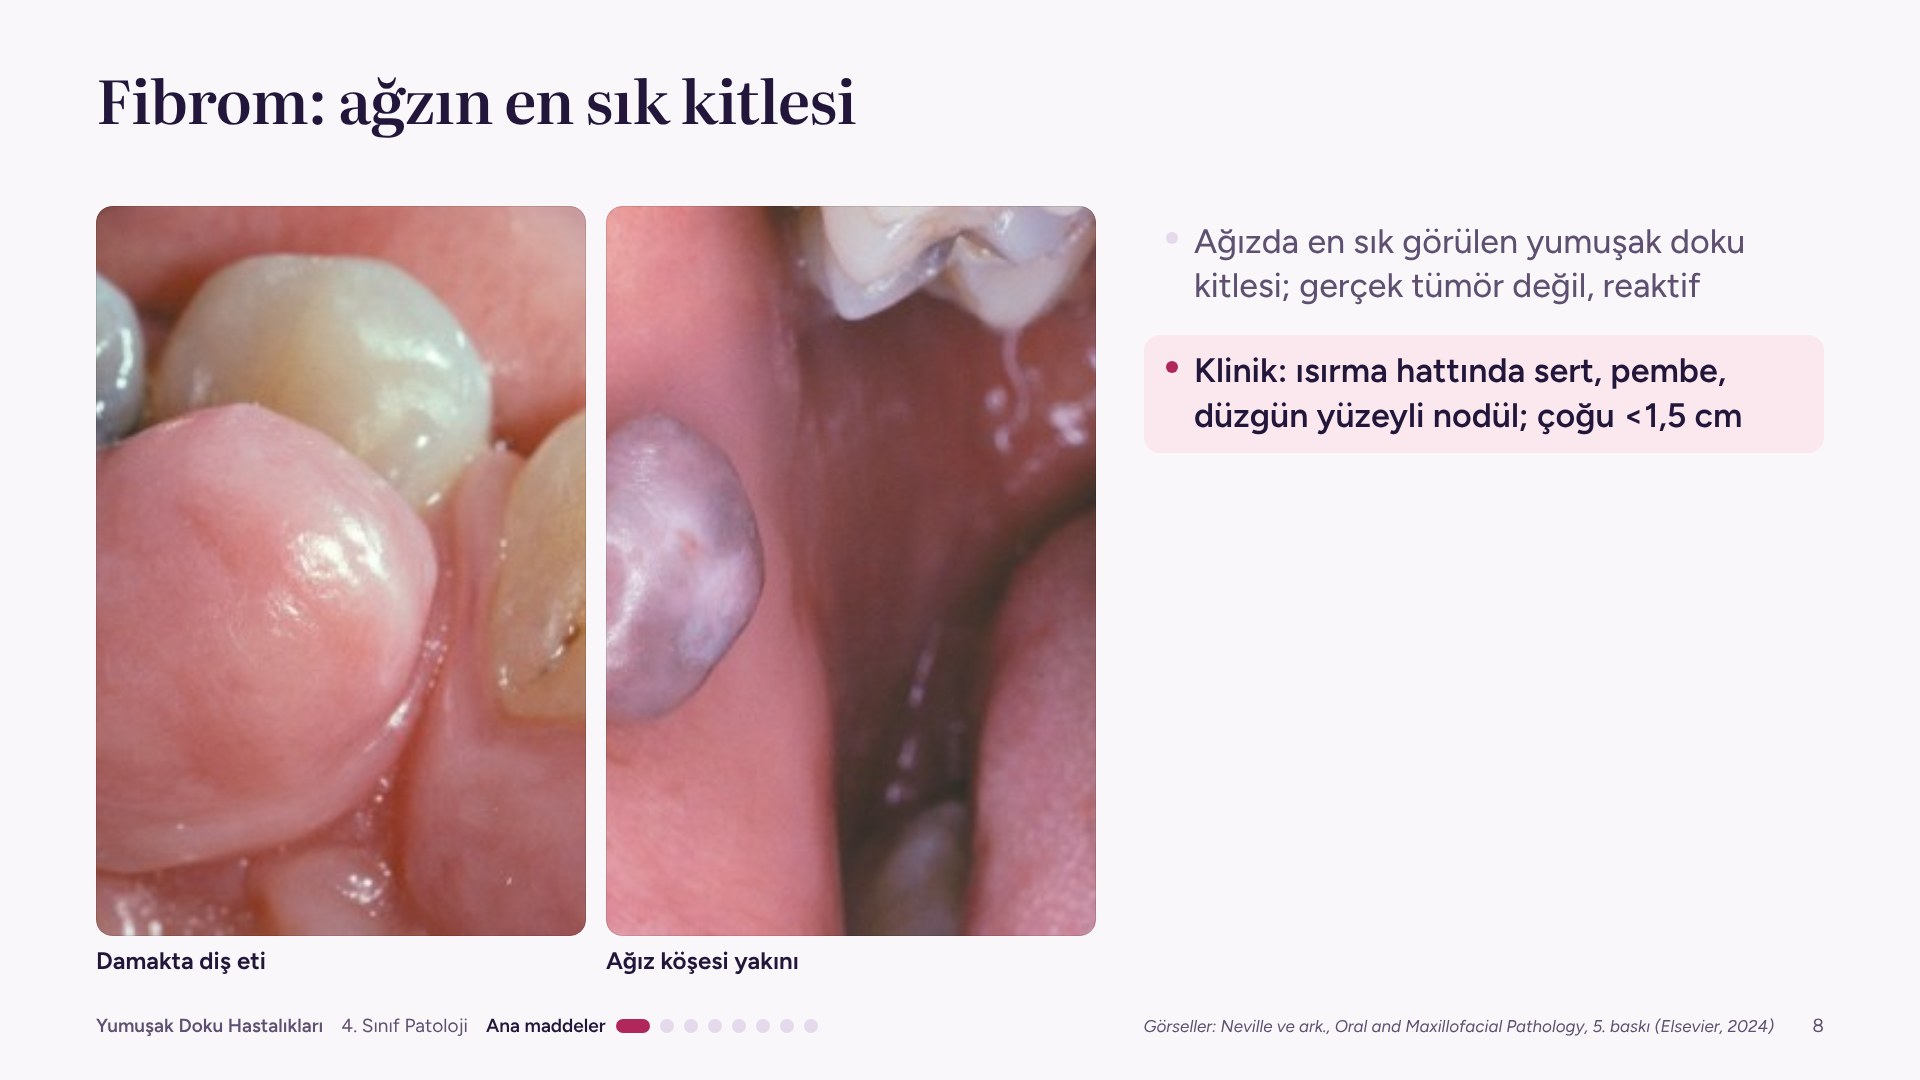 Fibrom: ağzın en sık kitlesi
Ağızda en sık görülen yumuşak doku
kitlesi; gerçek tümör değil, reaktif
Klinik: ısırma hattında sert, pembe,
düzgün yüzeyli nodül; çoğu <1,5 cm
Damakta diş eti
Ağız köşesi yakını
Yumuşak Doku Hastalıkları 4. Sınıf Patoloji Ana maddeler
Görseller: Neville ve ark., Oral and Maxillofacial Pathology, 5. baskı (Elsevier, 2024) 8